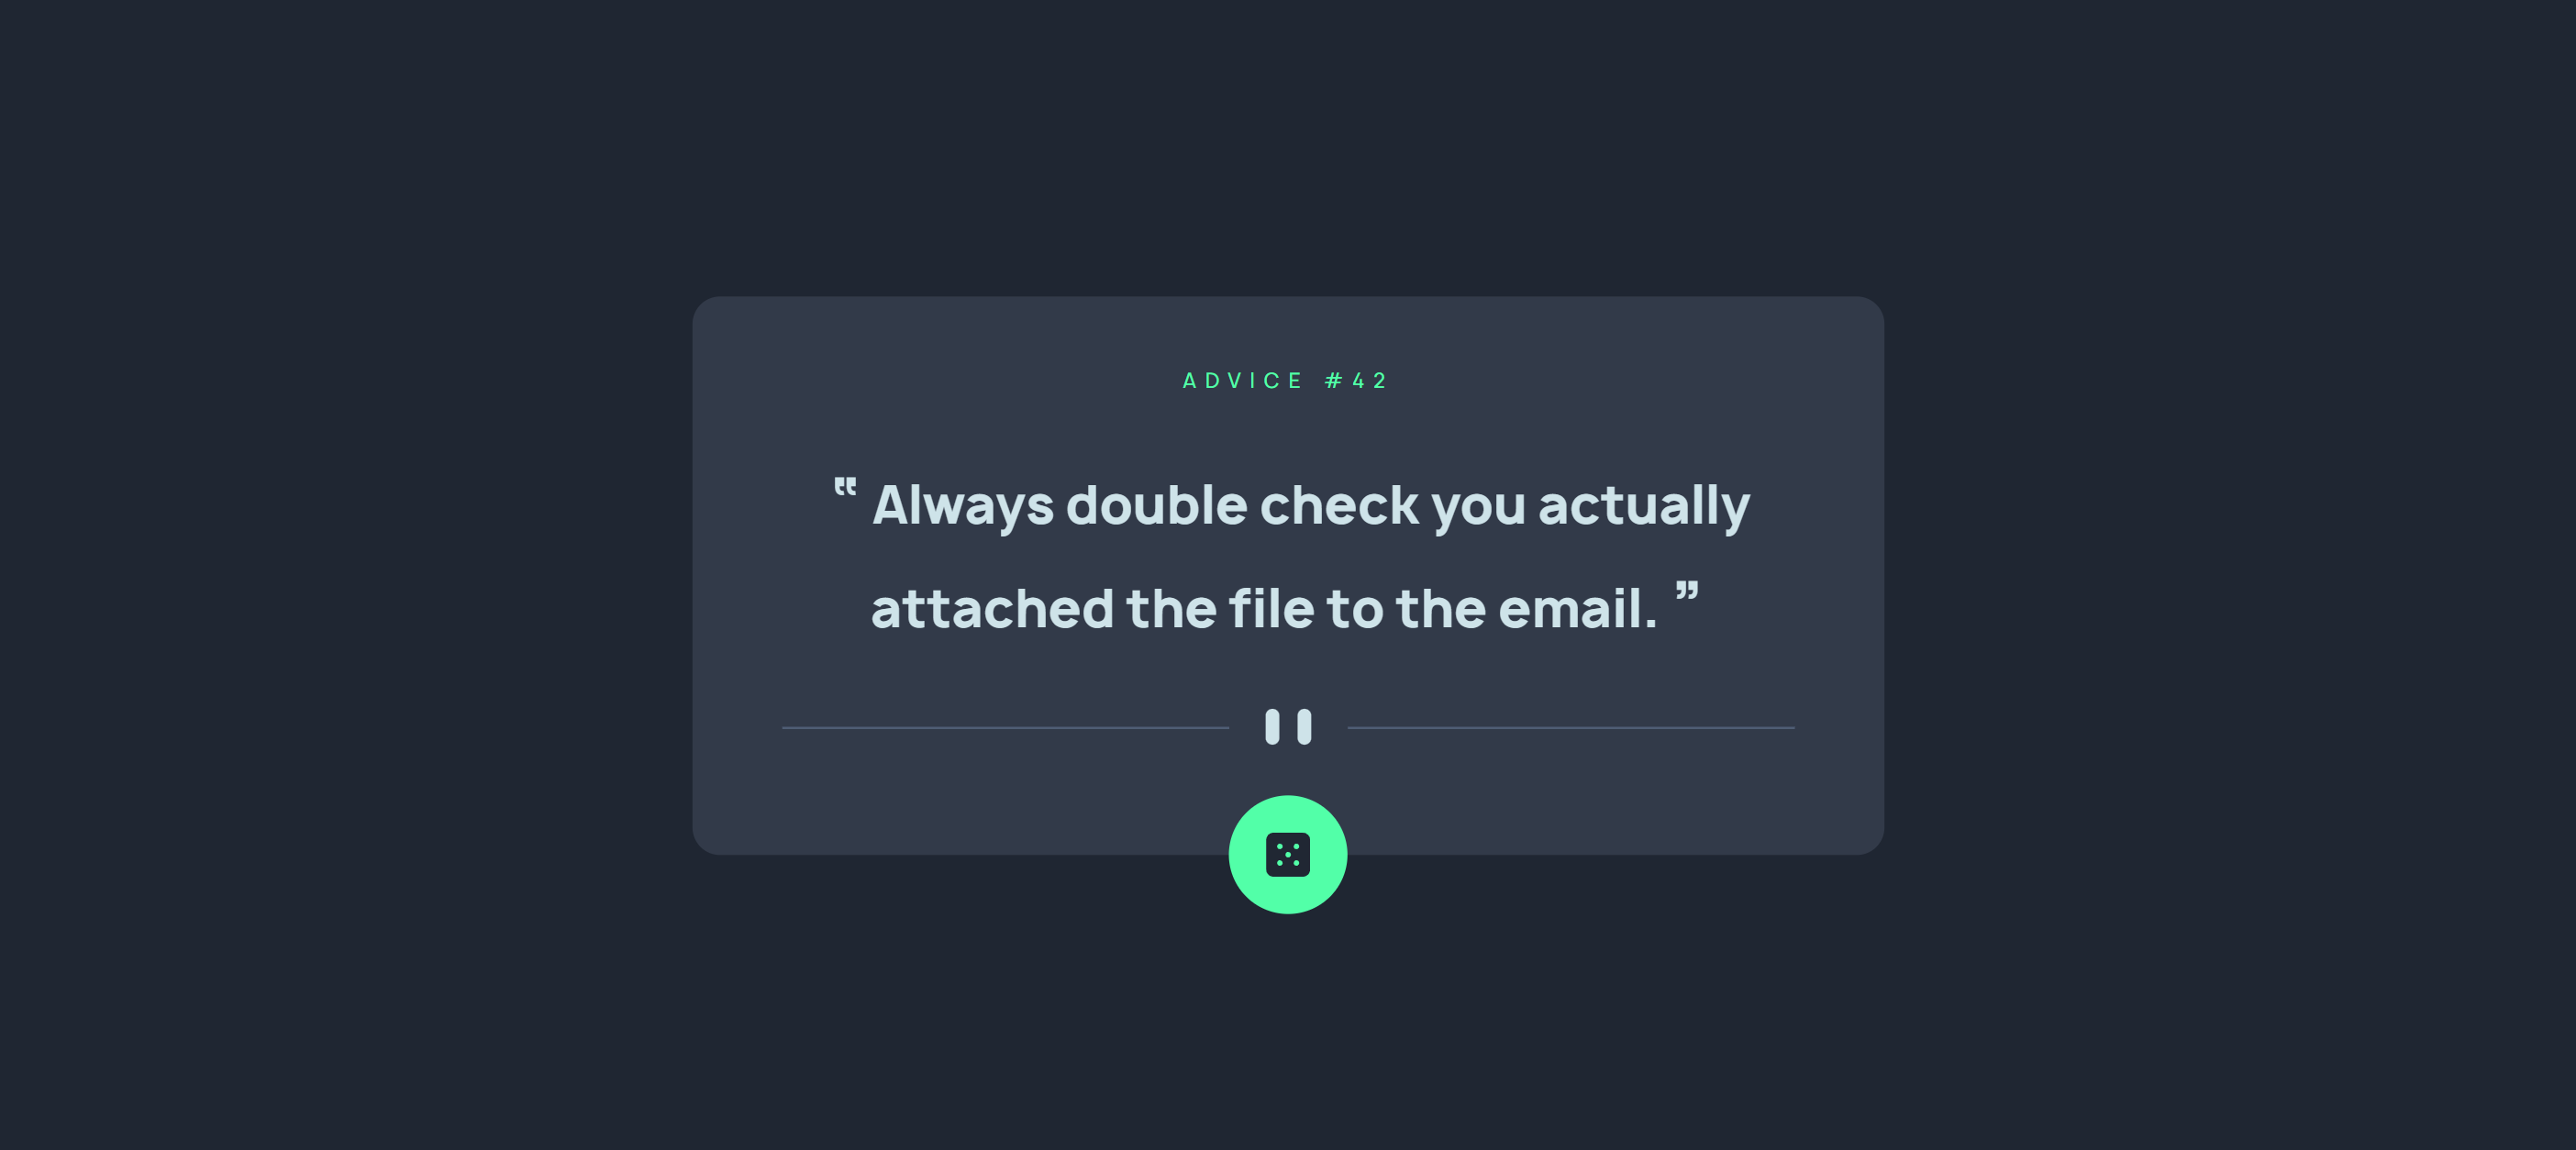 ADVICE #42
“ Always double check you actually
attached the file to the email. ”